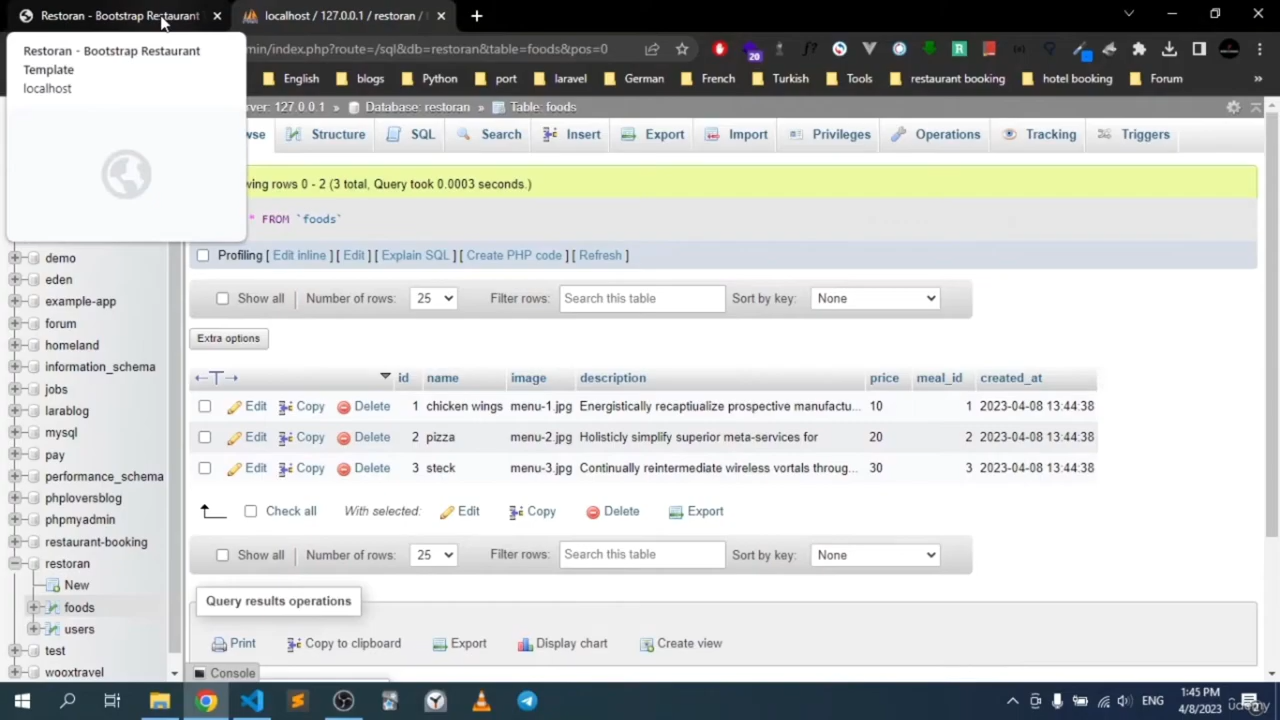 Restoran - Bootstrap Restaurant
localhost / 127.0.0.1 / restoran /
Restoran - Bootstrap Restaurant
Template
localhost
min/index.php?route=/sql&db=restoran&table=foods&pos=0
20
English
blogs
Python
port
laravel
German
French
Turkish
Tools
restaurant booking
hotel booking
Forum
»
rver: 127.0.0.1 » Database: restoran » Table: foods
wse
Structure
SQL
Search
Insert
Export
Import
Privileges
Operations
Tracking
Triggers
ving rows 0 - 2 (3 total, Query took 0.0003 seconds.)
* FROM `foods`
Profiling [ Edit inline ] [ Edit ] [ Explain SQL ] [ Create PHP code ] [ Refresh ]
Show all | Number of rows: 25 Filter rows: Search this table Sort by key: None
Extra options
id name image description price meal_id created_at
Edit Copy Delete 1 chicken wings menu-1.jpg Energistically recaptiualize prospective manufactu... 10 1 2023-04-08 13:44:38
Edit Copy Delete 2 pizza menu-2.jpg Holisticly simplify superior meta-services for 20 2 2023-04-08 13:44:38
Edit Copy Delete 3 steck menu-3.jpg Continually reintermediate wireless vortals throug... 30 3 2023-04-08 13:44:38
Check all With selected: Edit Copy Delete Export
Show all | Number of rows: 25 Filter rows: Search this table Sort by key: None
Query results operations
Print Copy to clipboard Export Display chart Create view
Console
demo
eden
example-app
forum
homeland
information_schema
jobs
larablog
mysql
pay
performance_schema
phploversblog
phpmyadmin
restaurant-booking
restoran
New
foods
users
test
wooxtravel
ENG
1:45 PM
4/8/2023
udemy